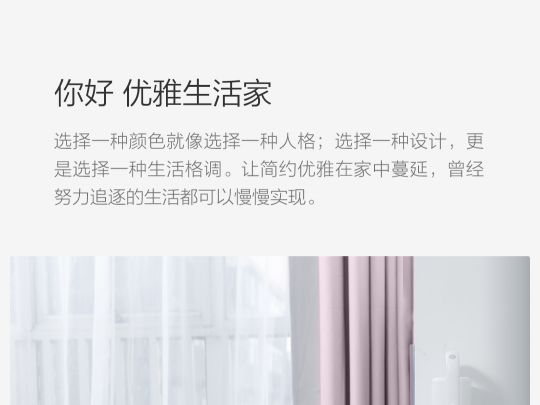 你好 优雅生活家
选择一种颜色就像选择一种人格；选择一种设计，更
是选择一种生活格调。让简约优雅在家中蔓延，曾经
努力追逐的生活都可以慢慢实现。